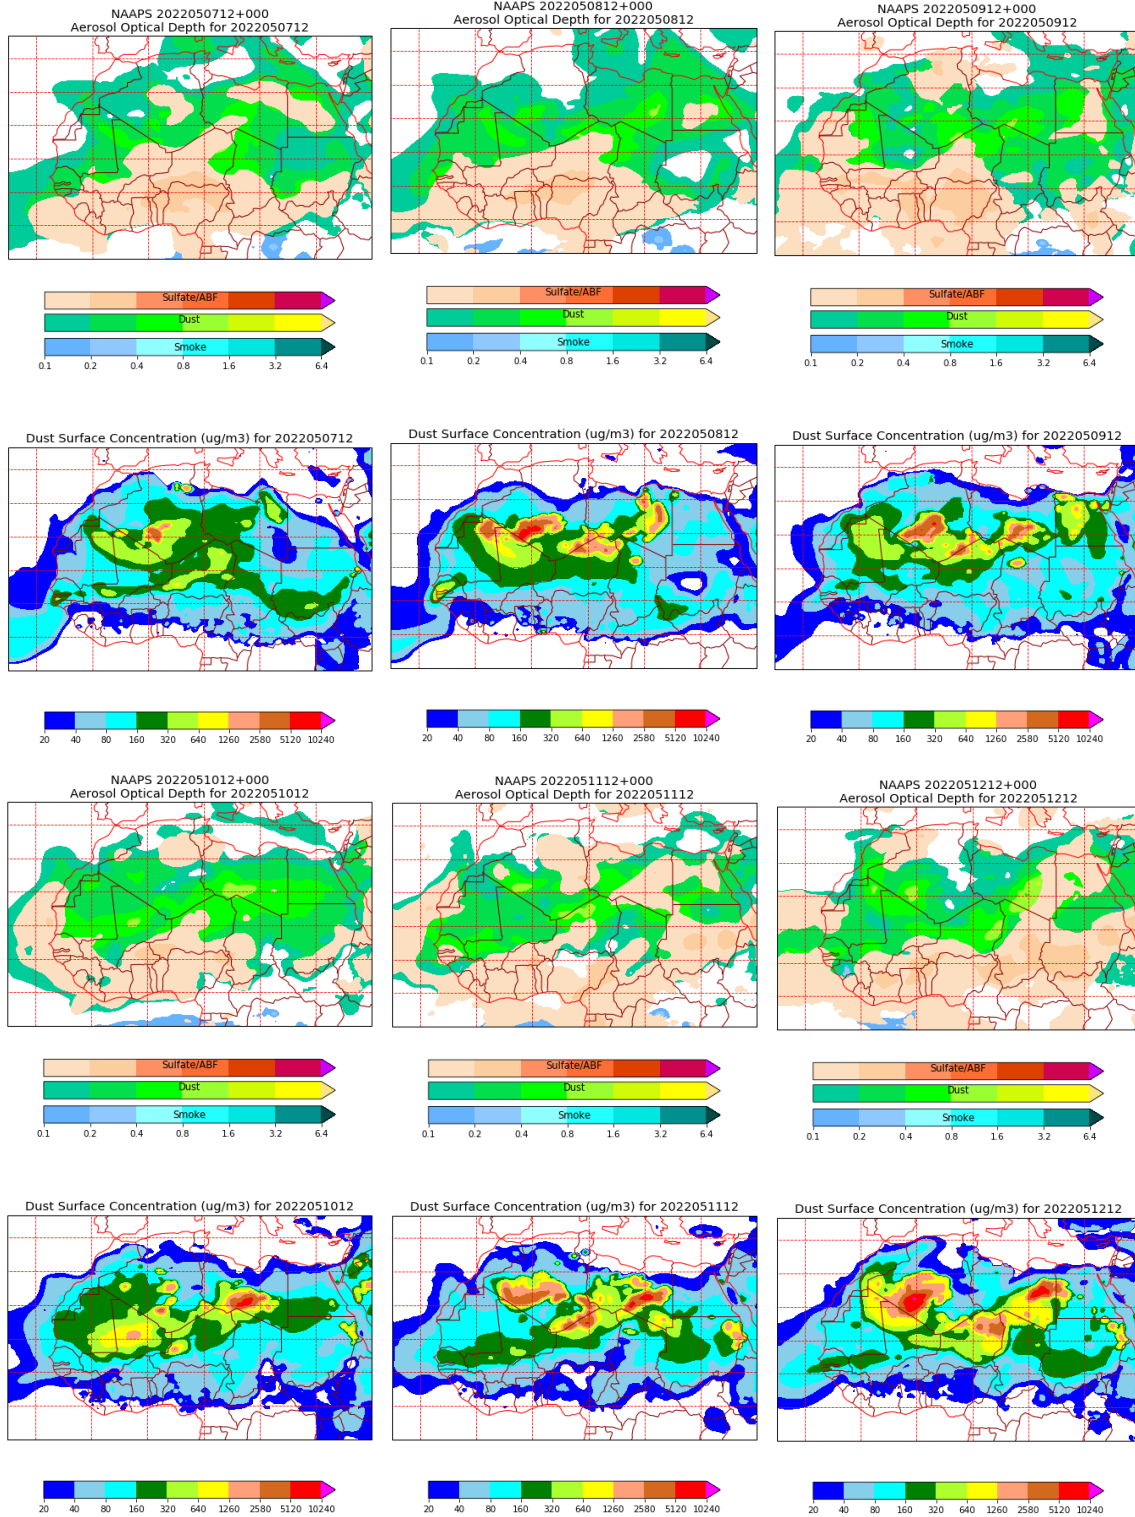 NAAPS 2022050712+000
Aerosol Optical Depth for 2022050712
NAAPS 2022050812+000
Aerosol Optical Depth for 2022050812
NAAPS 2022050912+000
Aerosol Optical Depth for 2022050912
Sulfate/ABF
Dust
Smoke
0.1 0.2 0.4 0.8 1.6 3.2 6.4
Sulfate/ABF
Dust
Smoke
0.1 0.2 0.4 0.8 1.6 3.2 6.4
Sulfate/ABF
Dust
Smoke
0.1 0.2 0.4 0.8 1.6 3.2 6.4
Dust Surface Concentration (ug/m3) for 2022050712
Dust Surface Concentration (ug/m3) for 2022050812
Dust Surface Concentration (ug/m3) for 2022050912
20 40 80 160 320 640 1260 2580 5120 10240
20 40 80 160 320 640 1260 2580 5120 10240
20 40 80 160 320 640 1260 2580 5120 10240
NAAPS 2022051012+000
Aerosol Optical Depth for 2022051012
NAAPS 2022051112+000
Aerosol Optical Depth for 2022051112
NAAPS 2022051212+000
Aerosol Optical Depth for 2022051212
Sulfate/ABF
Dust
Smoke
0.1 0.2 0.4 0.8 1.6 3.2 6.4
Sulfate/ABF
Dust
Smoke
0.1 0.2 0.4 0.8 1.6 3.2 6.4
Sulfate/ABF
Dust
Smoke
0.1 0.2 0.4 0.8 1.6 3.2 6.4
Dust Surface Concentration (ug/m3) for 2022051012
Dust Surface Concentration (ug/m3) for 2022051112
Dust Surface Concentration (ug/m3) for 2022051212
20 40 80 160 320 640 1260 2580 5120 10240
20 40 80 160 320 640 1260 2580 5120 10240
20 40 80 160 320 640 1260 2580 5120 10240